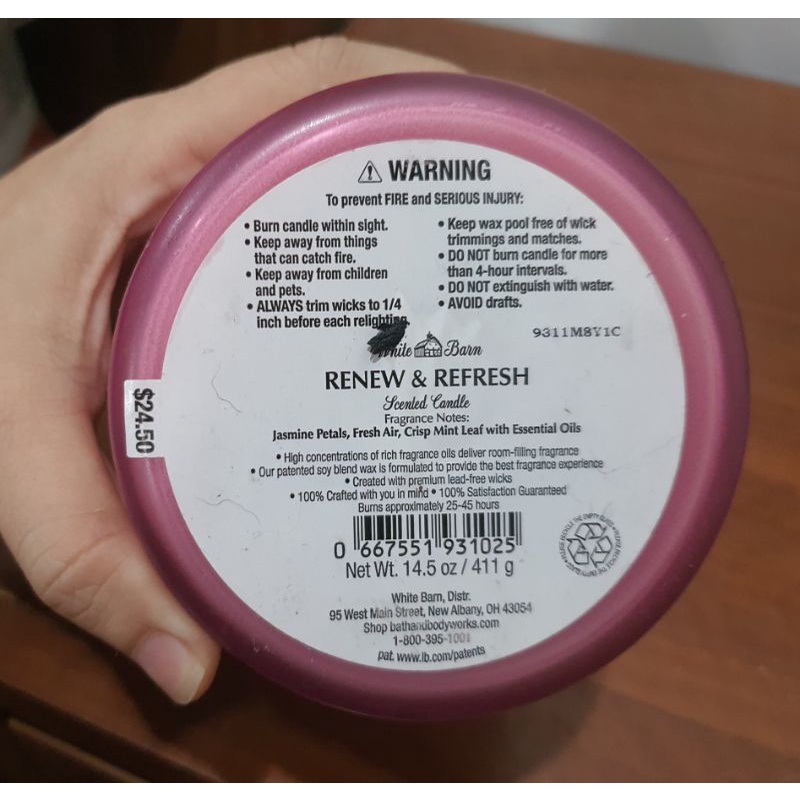 WARNING
To prevent FIRE and SERIOUS INJURY:
• Burn candle within sight.
• Keep away from things
that can catch fire.
• Keep away from children
and pets.
• ALWAYS trim wicks to 1/4
inch before each relighting.
• Keep wax pool free of wick
trimmings and matches.
• DO NOT burn candle for more
than 4-hour intervals.
• DO NOT extinguish with water.
• AVOID drafts.
9311M8Y1C
White Barn
RENEW & REFRESH
Scented Candle
Fragrance Notes:
Jasmine Petals, Fresh Air, Crisp Mint Leaf with Essential Oils
• High concentrations of rich fragrance oils deliver room-filling fragrance
• Our patented soy blend wax is formulated to provide the best fragrance experience
• Created with premium lead-free wicks
• 100% Crafted with you in mind • 100% Satisfaction Guaranteed
Burns approximately 25-45 hours
0 667551 931025
Net Wt. 14.5 oz / 411 g
White Barn, Distr.
95 West Main Street, New Albany, OH 43054
Shop bathandbodyworks.com
1-800-395-1001
pat. www.lb.com/patents
$24.50